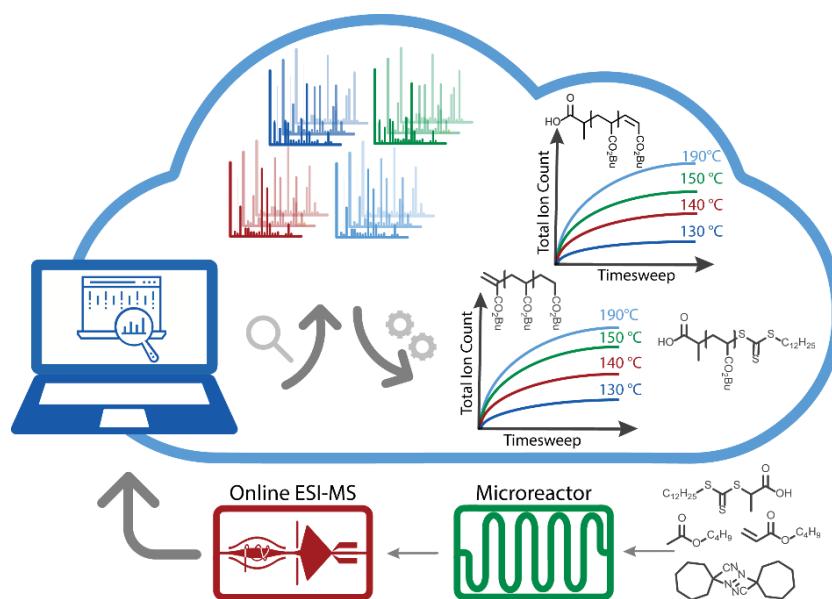 HO
O
CO₂Bu
CO₂Bu
Total Ion Count
190°C
150 °C
140 °C
130 °C
Timesweep
CO₂Bu
CO₂Bu
CO₂Bu
Total Ion Count
190°C
150 °C
140 °C
130 °C
Timesweep
HO
O
S
S
S
C₁₂H₂₅
CO₂Bu
Online ESI-MS
Microreactor
C₁₂H₂₅
S
S
S
O
OH
O
O
C₄H₉
O
O
C₄H₉
CN
N
N
NC